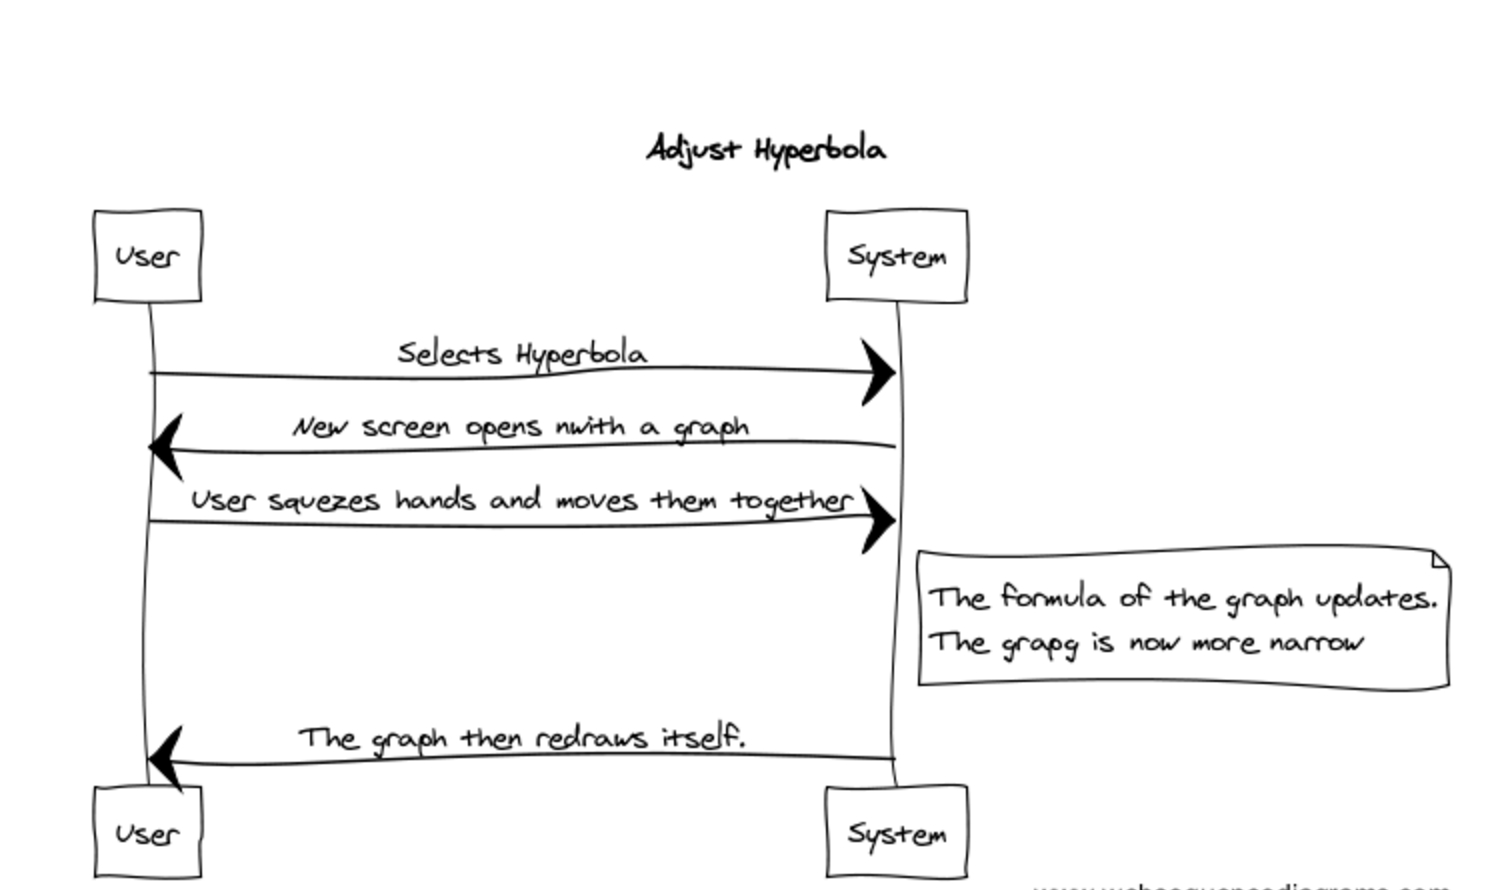 Adjust Hyperbola
User
System
Selects Hyperbola
New screen opens nwith a graph
User squezes hands and moves them together
The formula of the graph updates.
The grapg is now more narrow
The graph then redraws itself.
User
System